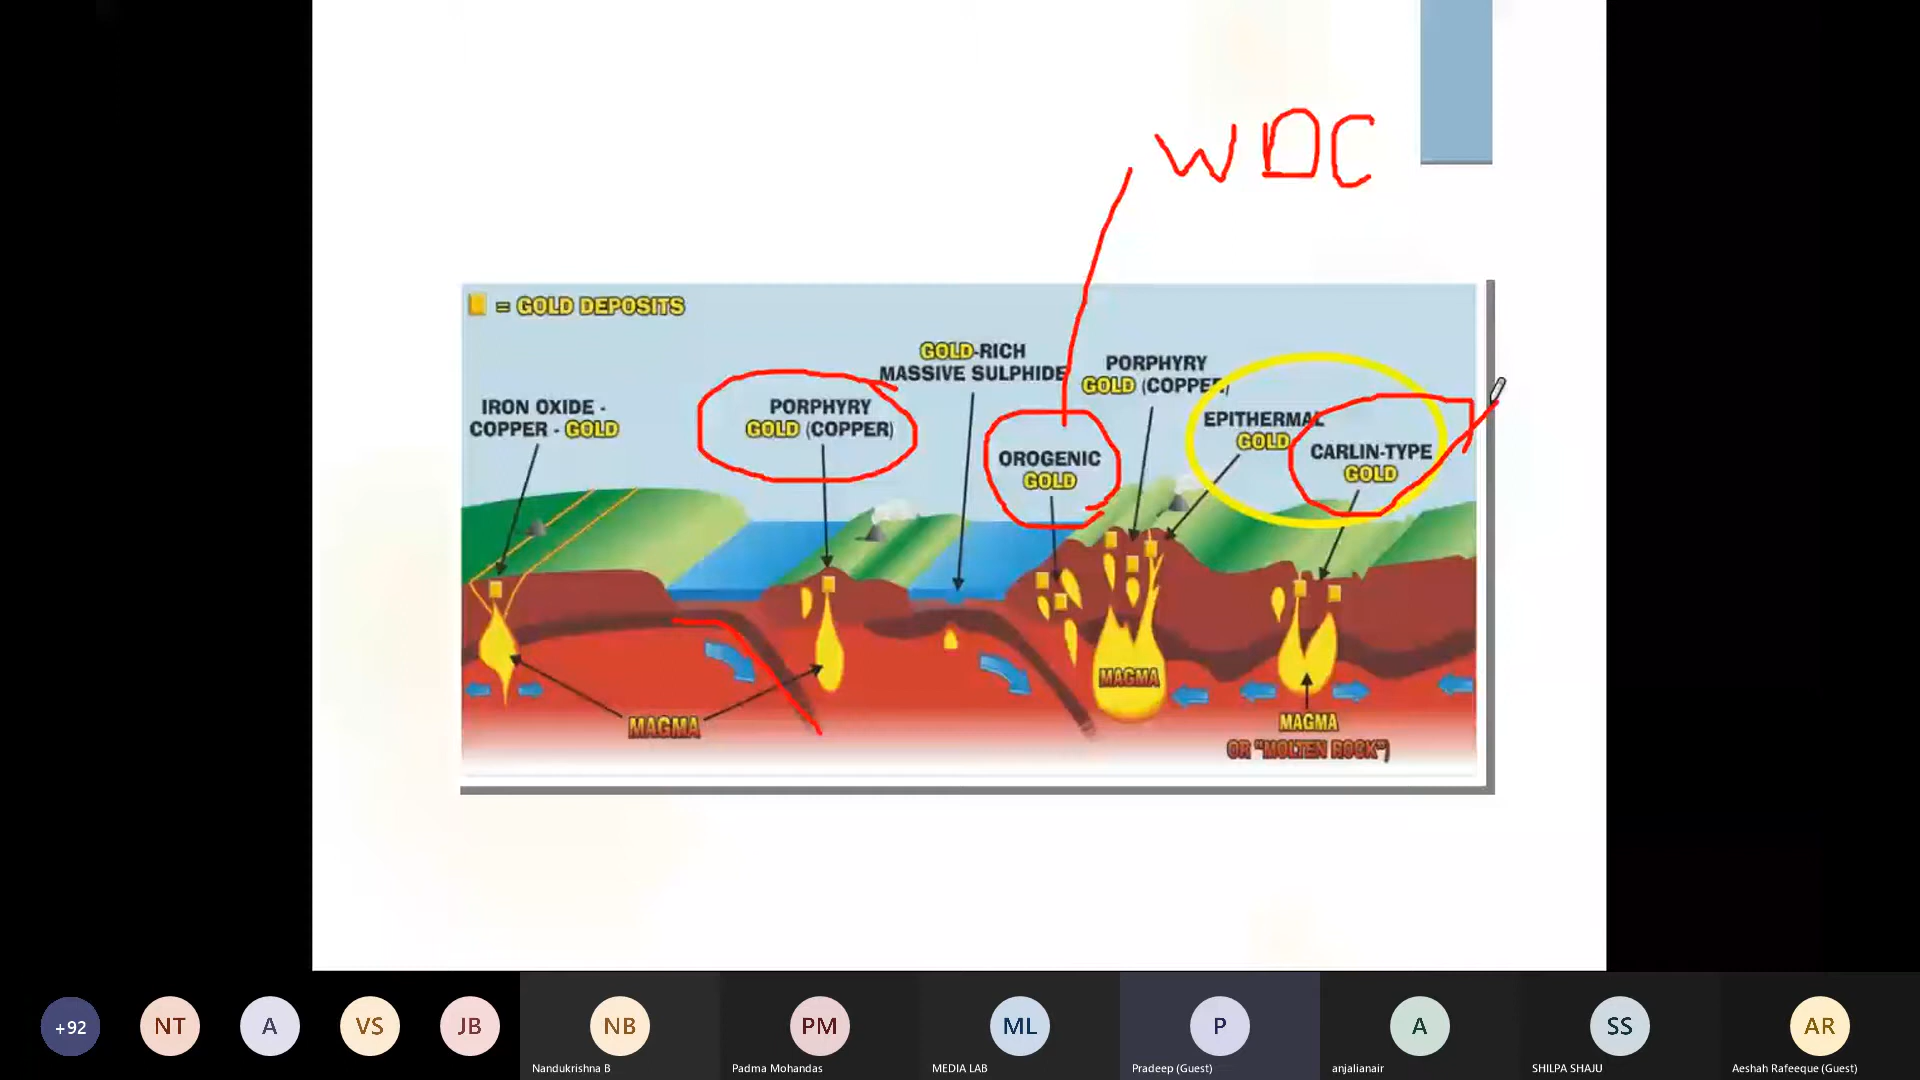 WDC
= GOLD DEPOSITS
GOLD-RICH
MASSIVE SULPHIDE
PORPHYRY
GOLD (COPPER)
IRON OXIDE -
COPPER - GOLD
PORPHYRY
GOLD (COPPER)
OROGENIC
GOLD
EPITHERMAL
GOLD
CARLIN-TYPE
GOLD
MAGMA
MAGMA
MAGMA
OR "MOLTEN ROCK")
+92
NT
A
VS
JB
NB
PM
ML
P
A
SS
AR
Nandukrishna B
Padma Mohandas
MEDIA LAB
Pradeep (Guest)
anjalianair
SHILPA SHAJU
Aeshah Rafeeque (Guest)